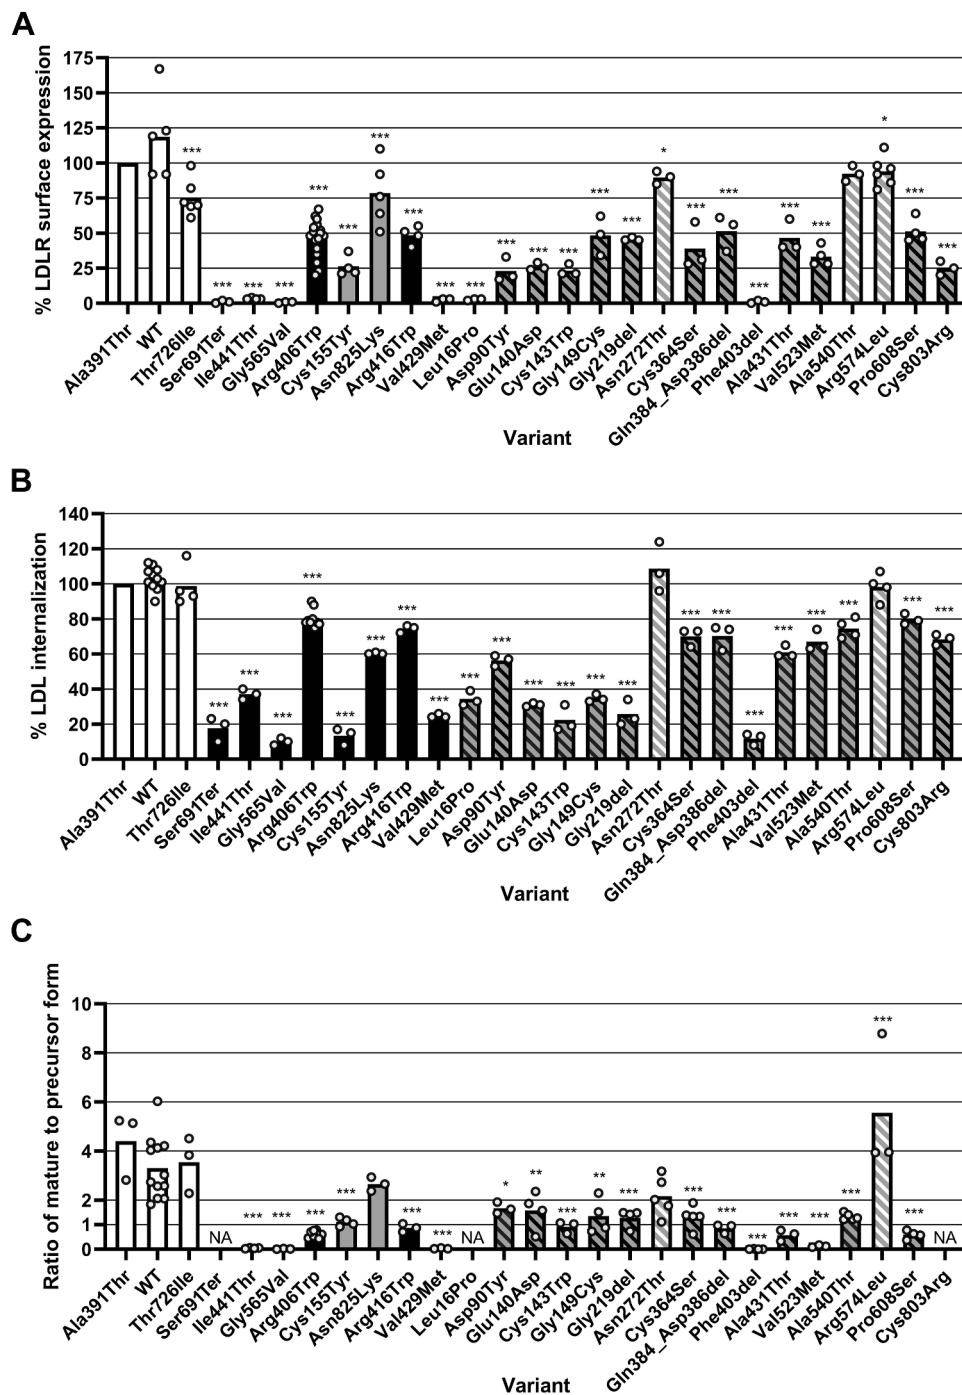 A
% LDLR surface expression
175
150
125
100
75
50
25
0
*** *** *** *** *** *** *** *** *** *** *** *** *** *** *** * *** *** *** *** *** * *** ***
Ala391Thr WT Thr726Ile Ser691Ter Ile441Thr Gly565Val Arg406Trp Cys155Tyr Asn825Lys Arg416Trp Val429Met Leu16Pro Asp90Tyr Glu140Asp Cys143Trp Gly149Cys Gly219del Asn272Thr Cys364Ser Gln384_Asp386del Phe403del Ala431Thr Val523Met Ala540Thr Arg574Leu Pro608Ser Cys803Arg
Variant
B
% LDL internalization
140
120
100
80
60
40
20
0
*** *** *** *** *** *** *** *** *** *** *** *** *** *** *** *** *** *** *** *** *** ***
Ala391Thr WT Thr726Ile Ser691Ter Ile441Thr Gly565Val Arg406Trp Cys155Tyr Asn825Lys Arg416Trp Val429Met Leu16Pro Asp90Tyr Glu140Asp Cys143Trp Gly149Cys Gly219del Asn272Thr Cys364Ser Gln384_Asp386del Phe403del Ala431Thr Val523Met Ala540Thr Arg574Leu Pro608Ser Cys803Arg
Variant
C
Ratio of mature to precursor form
10
8
6
4
2
1
0
NA *** *** *** *** *** *** NA * ** *** ** *** *** *** *** *** *** *** *** *** NA
Ala391Thr WT Thr726Ile Ser691Ter Ile441Thr Gly565Val Arg406Trp Cys155Tyr Asn825Lys Arg416Trp Val429Met Leu16Pro Asp90Tyr Glu140Asp Cys143Trp Gly149Cys Gly219del Asn272Thr Cys364Ser Gln384_Asp386del Phe403del Ala431Thr Val523Met Ala540Thr Arg574Leu Pro608Ser Cys803Arg
Variant